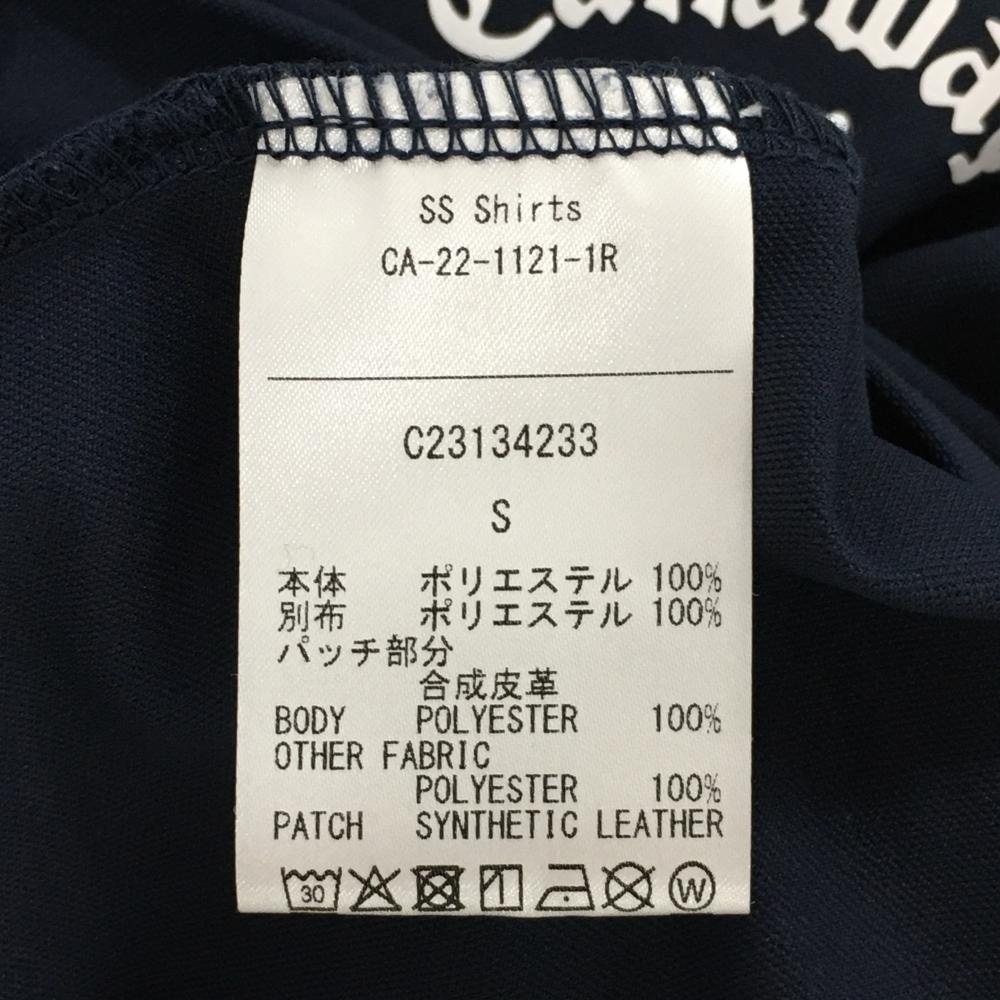 Callaway
SS Shirts
CA-22-1121-1R
C23134233
S
本体 ポリエステル 100%
別布 ポリエステル 100%
パッチ部分
合成皮革
BODY POLYESTER 100%
OTHER FABRIC
POLYESTER 100%
PATCH SYNTHETIC LEATHER
30 W